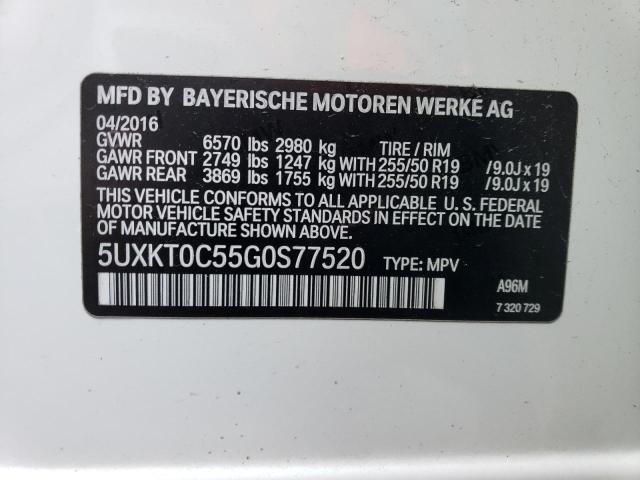 MFD BY BAYERISCHE MOTOREN WERKE AG
04/2016
GVWR 6570 lbs 2980 kg TIRE / RIM
GAWR FRONT 2749 lbs 1247 kg WITH 255/50 R19 /9.0J x 19
GAWR REAR 3869 lbs 1755 kg WITH 255/50 R19 /9.0J x 19
THIS VEHICLE CONFORMS TO ALL APPLICABLE U. S. FEDERAL
MOTOR VEHICLE SAFETY STANDARDS IN EFFECT ON THE DATE
OF MANUFACTURE SHOWN ABOVE.
5UXKT0C55G0S77520 TYPE: MPV
A96M
7 320 729